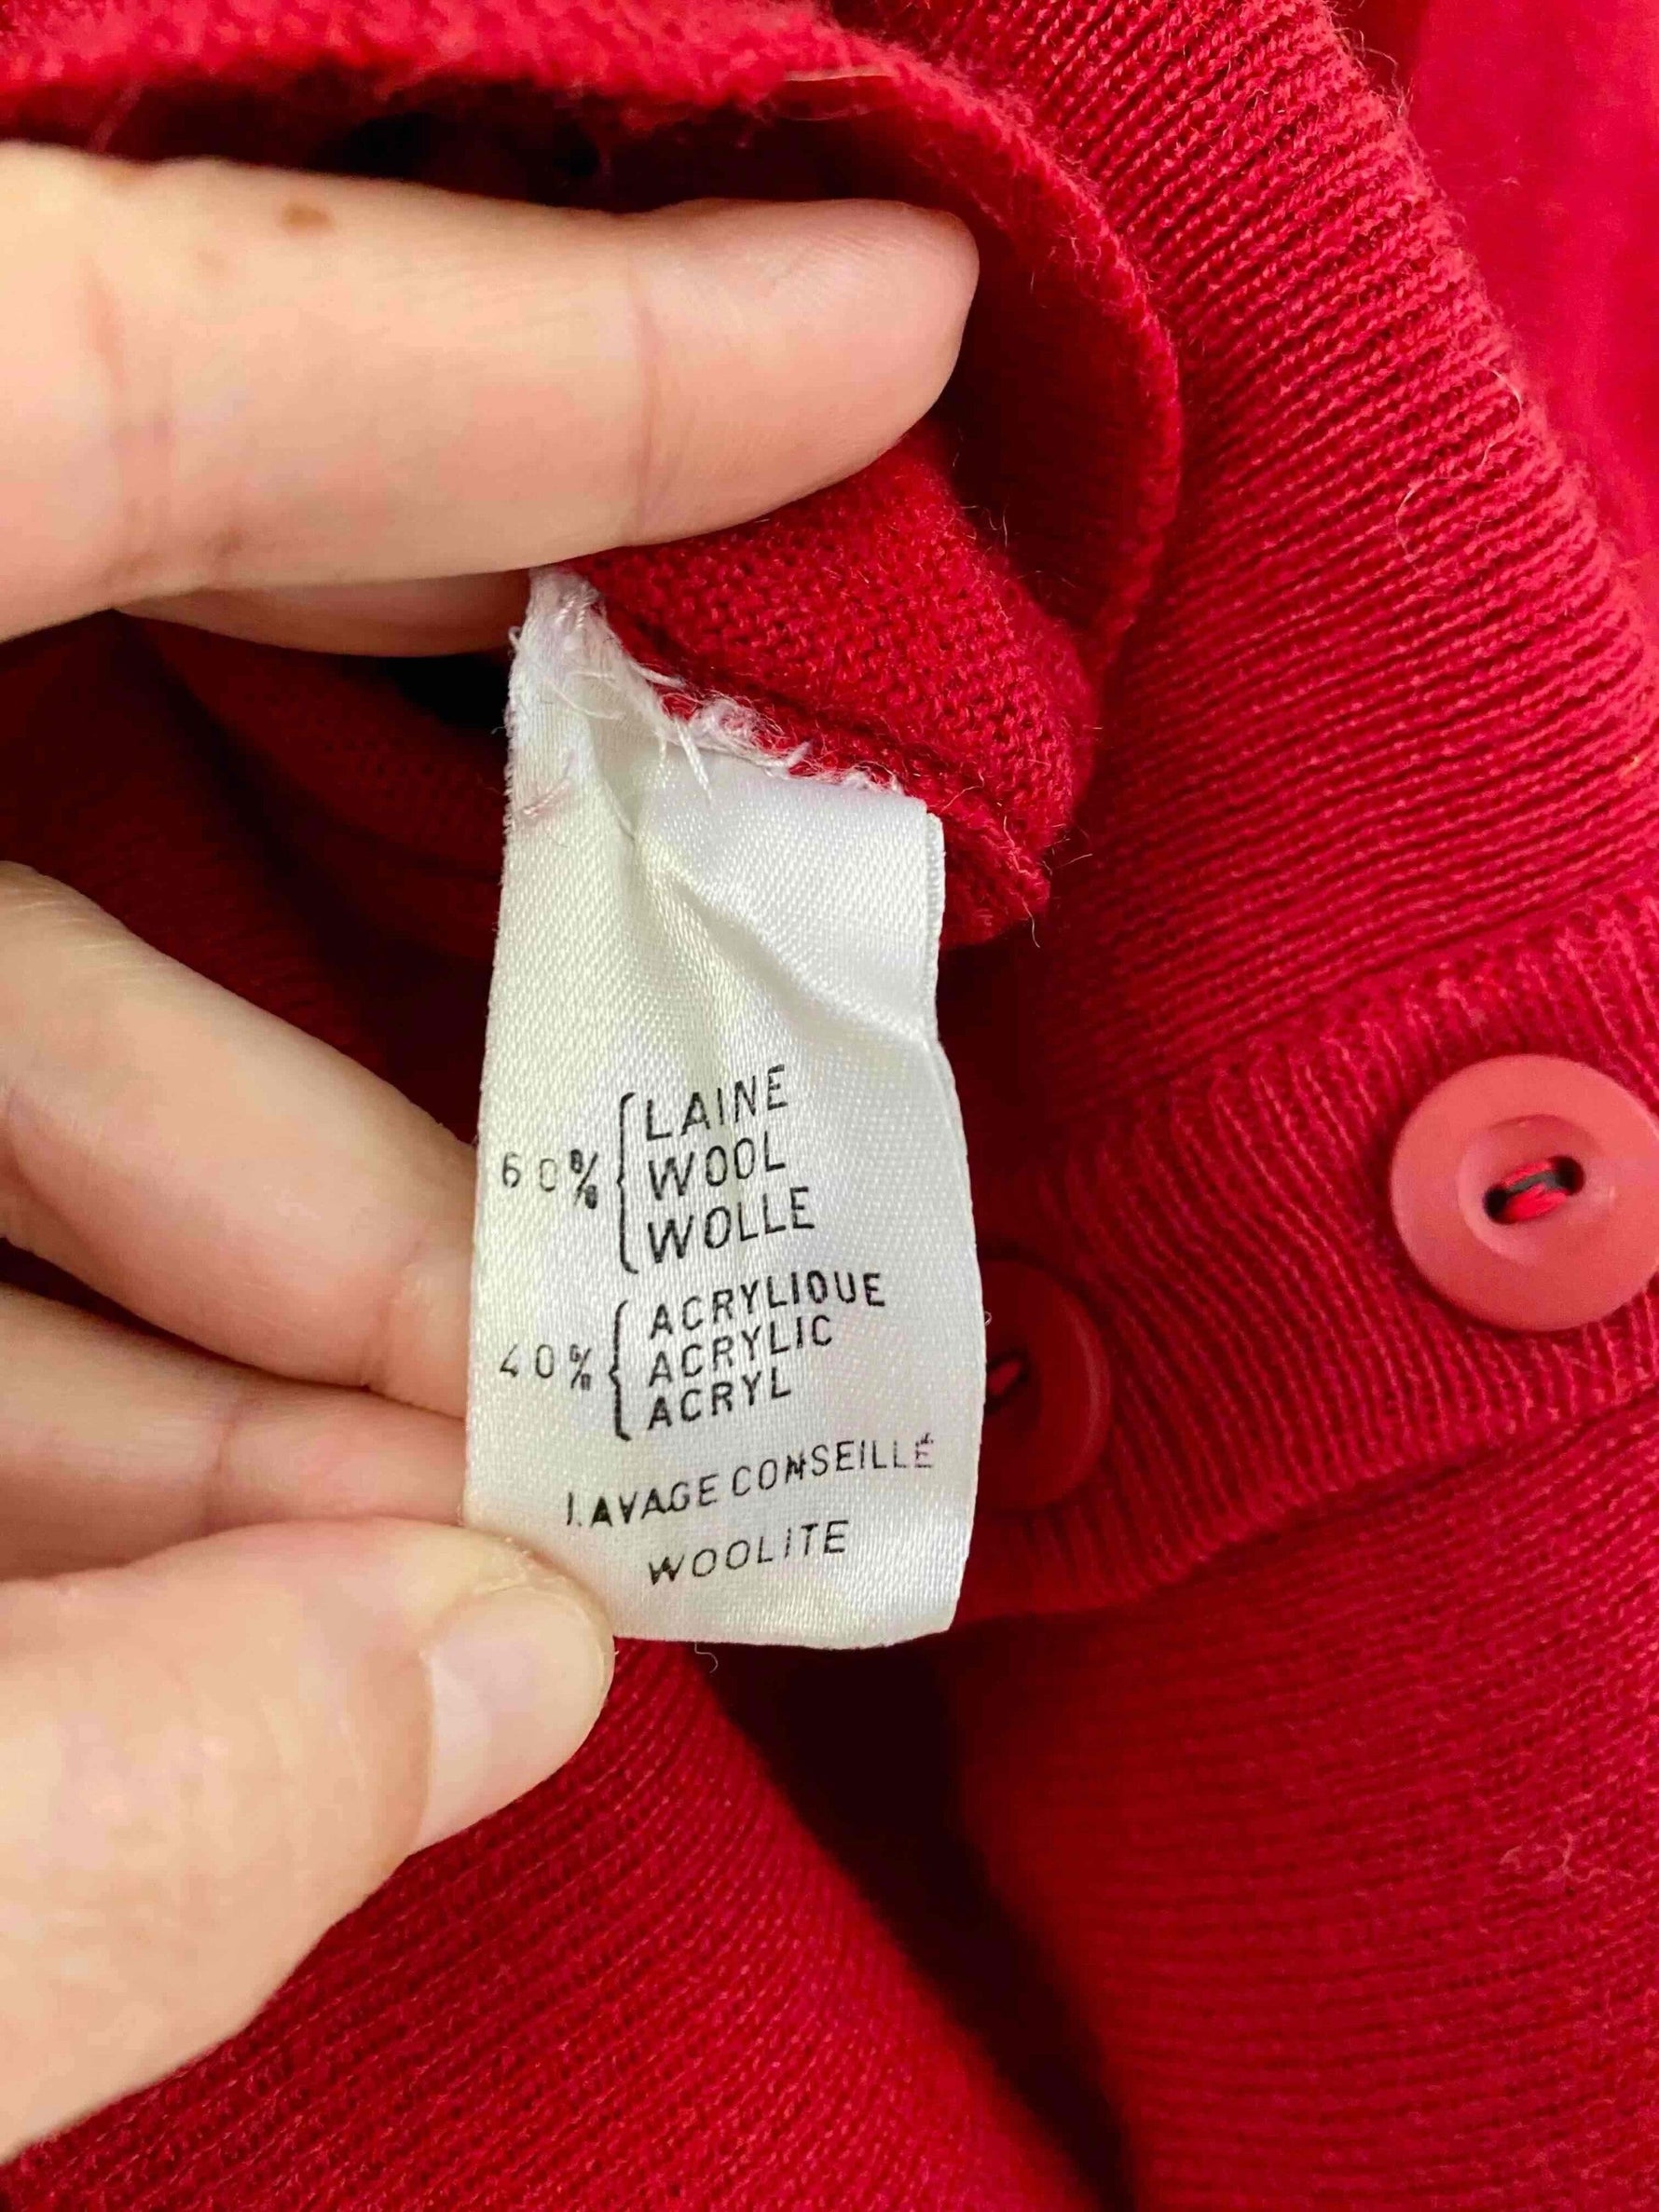 LAINE
60% WOOL
WOLLE
ACRYLIQUE
40% ACRYLIC
ACRYL
LAVAGE CONSEILLÉ
WOOLITE